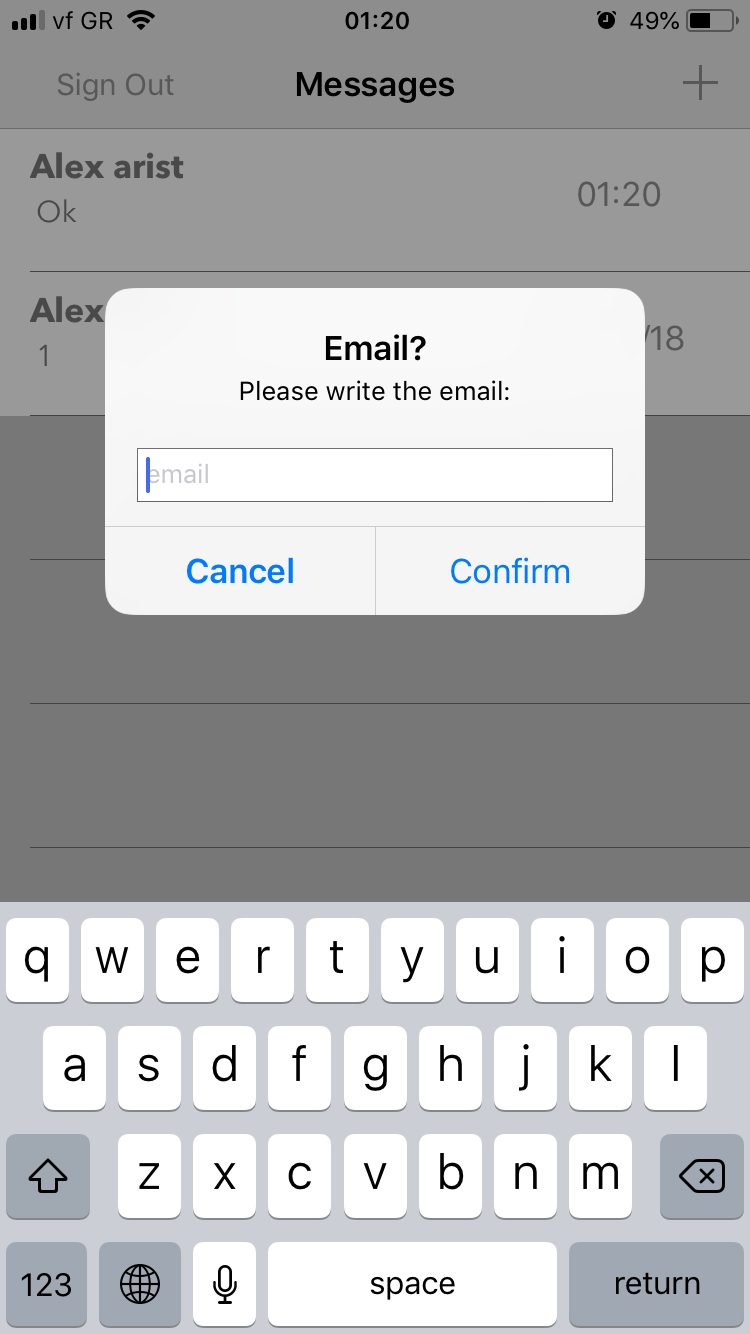 vf GR 01:20 49%
Sign Out Messages
Alex arist 01:20
Ok
Alex /18
1
Email?
Please write the email:
email
Cancel Confirm
q w e r t y u i o p
a s d f g h j k l
z x c v b n m
123 space return